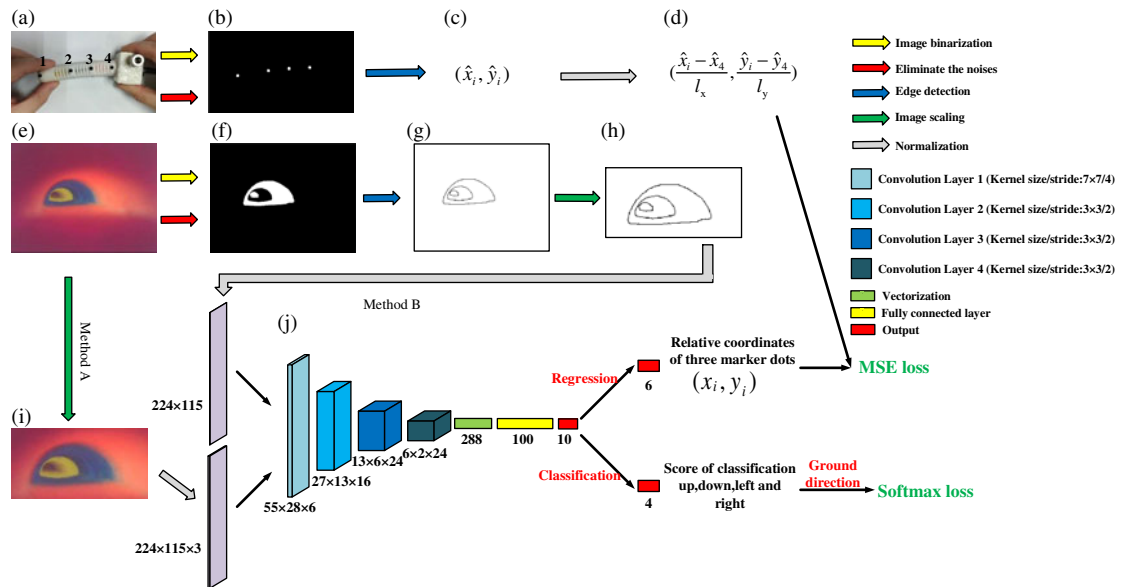 (a)
(b)
(c)
(d)
1 2 3 4
(x̂ᵢ, ŷᵢ)
((x̂ᵢ − x̂₄)/lₓ, (ŷᵢ − ŷ₄)/l_y)
Image binarization
Eliminate the noises
Edge detection
Image scaling
Normalization
(e)
(f)
(g)
(h)
Convolution Layer 1 (Kernel size/stride:7×7/4)
Convolution Layer 2 (Kernel size/stride:3×3/2)
Convolution Layer 3 (Kernel size/stride:3×3/2)
Convolution Layer 4 (Kernel size/stride:3×3/2)
Vectorization
Fully connected layer
Output
Method A
Method B
(i)
(j)
224×115
224×115×3
55×28×6
27×13×16
13×6×24
6×2×24
288
100
10
Regression
6
Relative coordinates
of three marker dots
(xᵢ, yᵢ)
MSE loss
Classification
4
Score of classification
up,down,left and
right
Ground
direction
Softmax loss